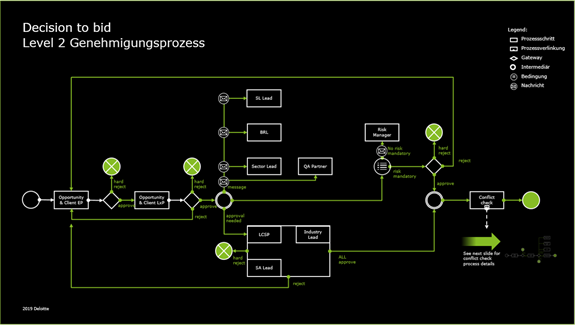 Decision to bid
Level 2 Genehmigungsprozess
Legend:
Prozessschritt
Prozessverlinkung
Gateway
Intermediär
Bedingung
Nachricht
SL Lead
BRL
Sector Lead
QA Partner
message
Risk
Manager
No risk
mandatory
risk
mandatory
hard
reject
reject
approve
hard
reject
hard
reject
Opportunity
& Client EP
approve
Opportunity
& Client LxP
approve
reject
approval
needed
Conflict
check
LCSP
Industry
Lead
SA Lead
hard
reject
ALL
approve
reject
See next slide for
conflict check
process details
2019 Deloitte